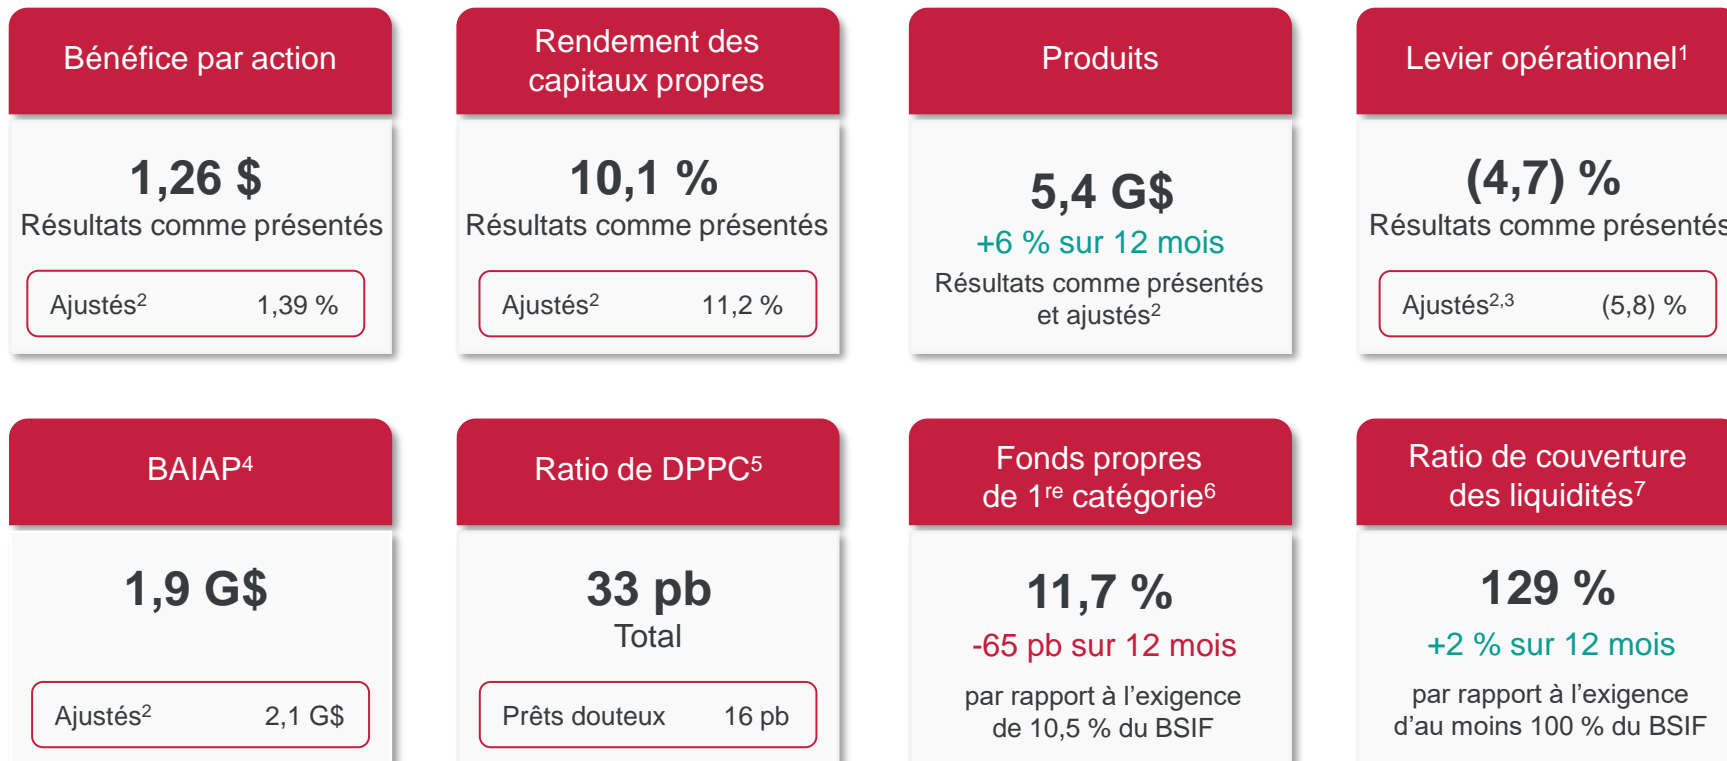 Bénéfice par action
1,26 $
Résultats comme présentés
Ajustés² 1,39 %
Rendement des
capitaux propres
10,1 %
Résultats comme présentés
Ajustés² 11,2 %
Produits
5,4 G$
+6 % sur 12 mois
Résultats comme présentés
et ajustés²
Levier opérationnel¹
(4,7) %
Résultats comme présentés
Ajustés²,³ (5,8) %
BAIAP⁴
1,9 G$
Ajustés² 2,1 G$
Ratio de DPPC⁵
33 pb
Total
Prêts douteux 16 pb
Fonds propres
de 1ʳᵉ catégorie⁶
11,7 %
-65 pb sur 12 mois
par rapport à l’exigence
de 10,5 % du BSIF
Ratio de couverture
des liquidités⁷
129 %
+2 % sur 12 mois
par rapport à l’exigence
d’au moins 100 % du BSIF